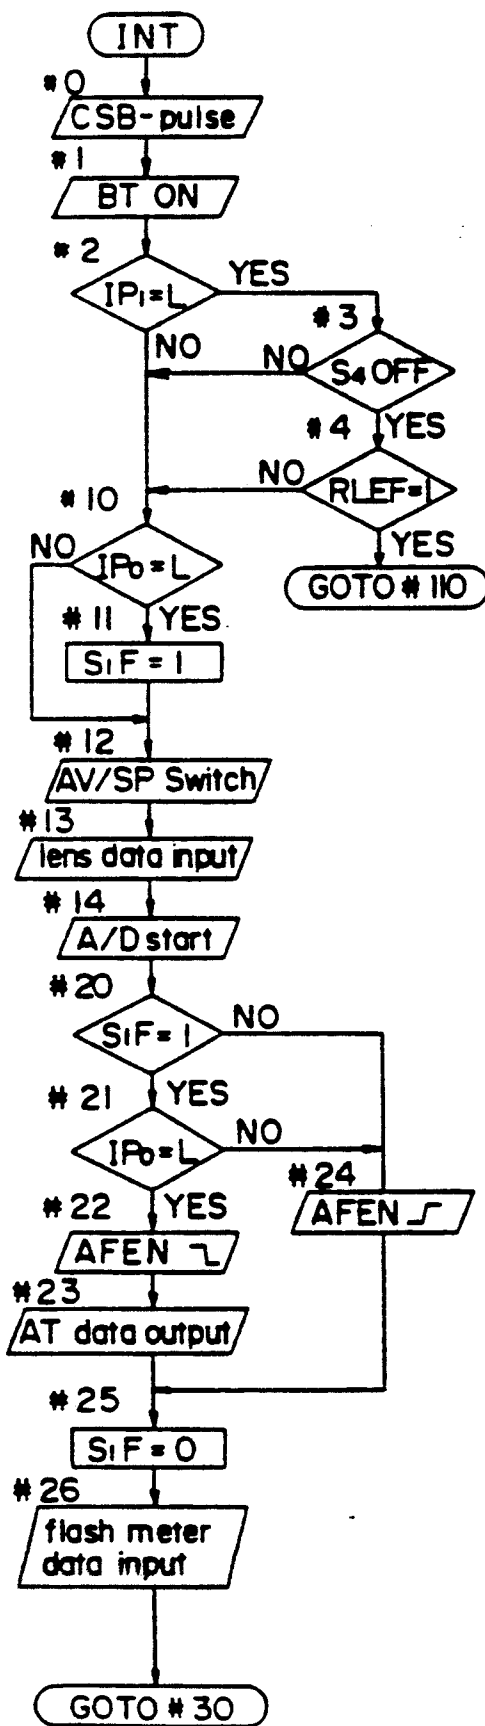 INT
#0
CSB-pulse
#1
BT ON
#2
IP1=L
YES
NO
#3
S4 OFF
NO
YES
#4
RLEF=1
NO
YES
GOTO #110
#10
IP0=L
NO
YES
#11
S1F=1
#12
AV/SP Switch
#13
lens data input
#14
A/D start
#20
S1F=1
NO
YES
#21
IP0=L
NO
YES
#22
AFEN
#24
AFEN
#23
AT data output
#25
S1F=0
#26
flash meter
data input
GOTO #30